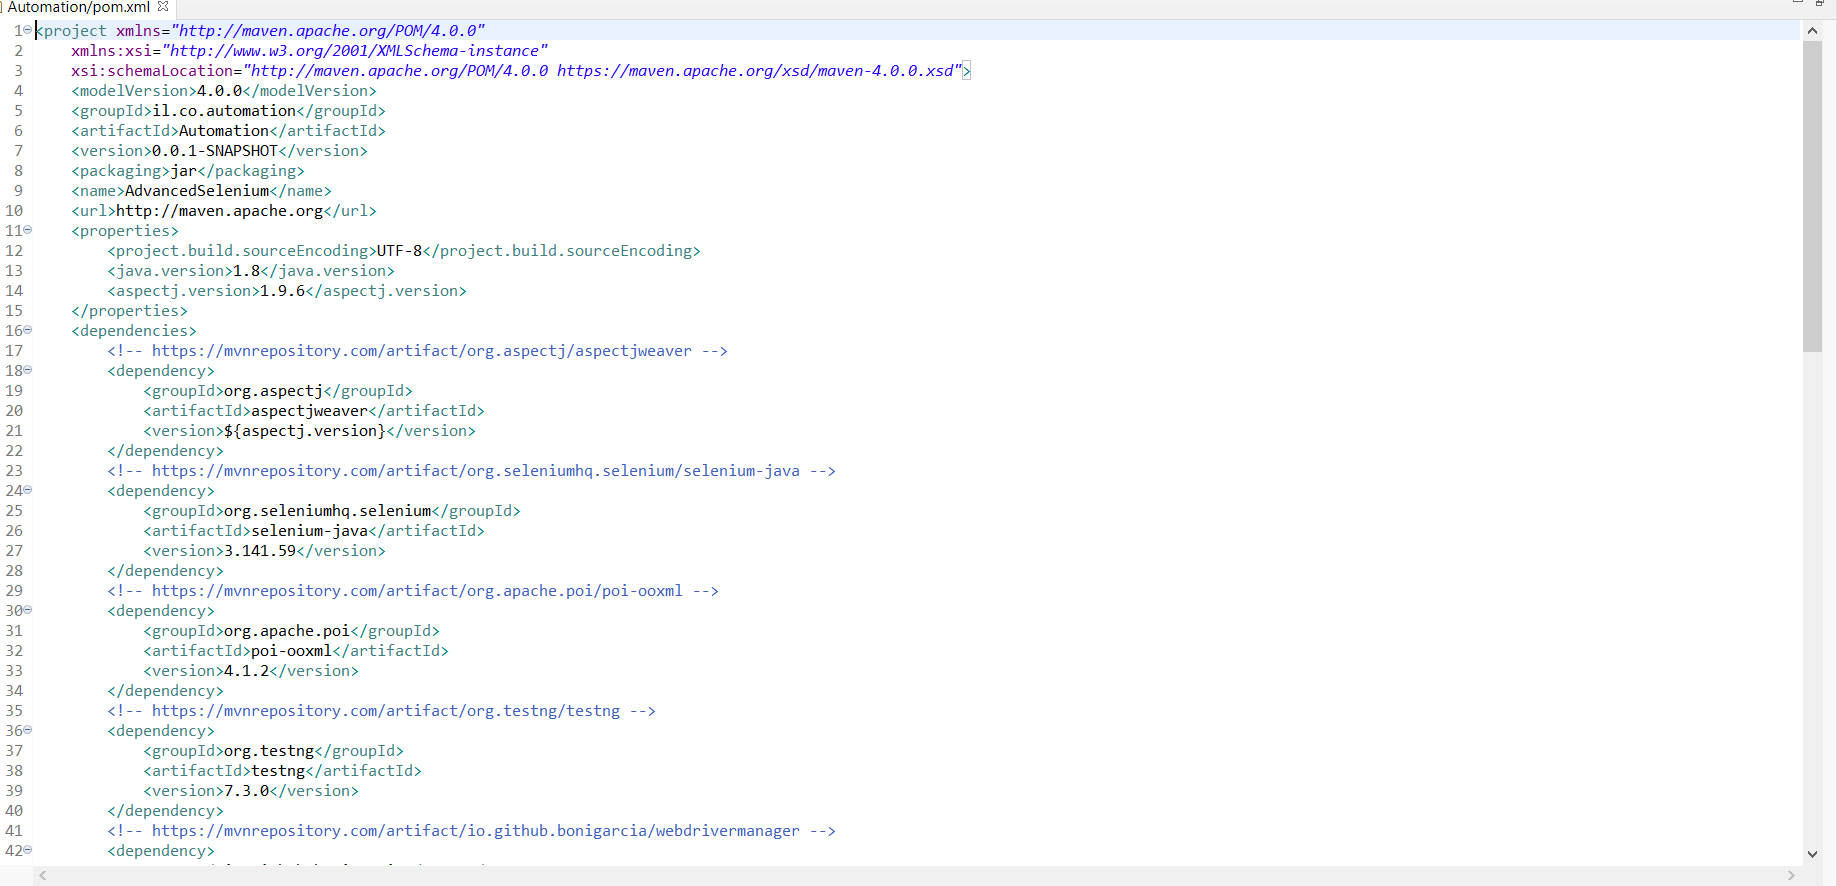 Automation/pom.xml
1 <project xmlns="http://maven.apache.org/POM/4.0.0"
2 xmlns:xsi="http://www.w3.org/2001/XMLSchema-instance"
3 xsi:schemaLocation="http://maven.apache.org/POM/4.0.0 https://maven.apache.org/xsd/maven-4.0.0.xsd">
4 <modelVersion>4.0.0</modelVersion>
5 <groupId>il.co.automation</groupId>
6 <artifactId>Automation</artifactId>
7 <version>0.0.1-SNAPSHOT</version>
8 <packaging>jar</packaging>
9 <name>AdvancedSelenium</name>
10 <url>http://maven.apache.org</url>
11 <properties>
12 <project.build.sourceEncoding>UTF-8</project.build.sourceEncoding>
13 <java.version>1.8</java.version>
14 <aspectj.version>1.9.6</aspectj.version>
15 </properties>
16 <dependencies>
17 <!-- https://mvnrepository.com/artifact/org.aspectj/aspectjweaver -->
18 <dependency>
19 <groupId>org.aspectj</groupId>
20 <artifactId>aspectjweaver</artifactId>
21 <version>${aspectj.version}</version>
22 </dependency>
23 <!-- https://mvnrepository.com/artifact/org.seleniumhq.selenium/selenium-java -->
24 <dependency>
25 <groupId>org.seleniumhq.selenium</groupId>
26 <artifactId>selenium-java</artifactId>
27 <version>3.141.59</version>
28 </dependency>
29 <!-- https://mvnrepository.com/artifact/org.apache.poi/poi-ooxml -->
30 <dependency>
31 <groupId>org.apache.poi</groupId>
32 <artifactId>poi-ooxml</artifactId>
33 <version>4.1.2</version>
34 </dependency>
35 <!-- https://mvnrepository.com/artifact/org.testng/testng -->
36 <dependency>
37 <groupId>org.testng</groupId>
38 <artifactId>testng</artifactId>
39 <version>7.3.0</version>
40 </dependency>
41 <!-- https://mvnrepository.com/artifact/io.github.bonigarcia/webdrivermanager -->
42 <dependency>